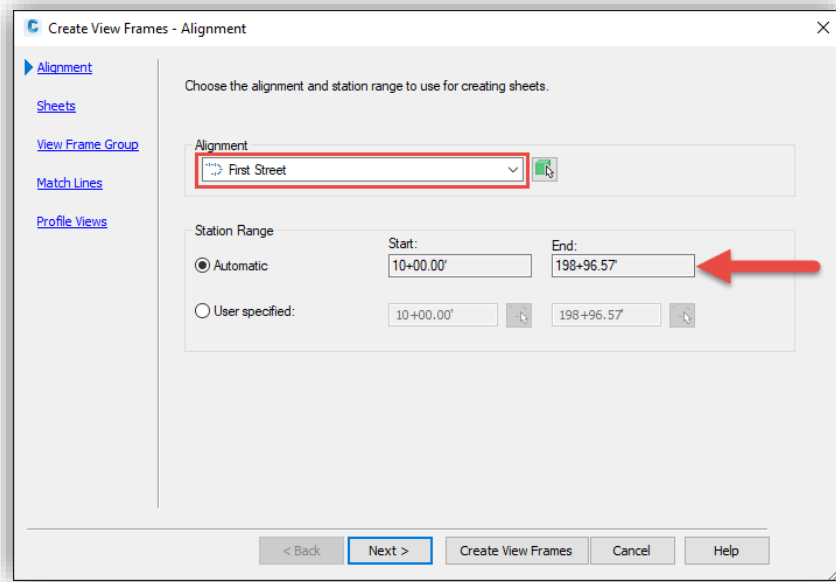 C Create View Frames - Alignment
Alignment
Sheets
View Frame Group
Match Lines
Profile Views
Choose the alignment and station range to use for creating sheets.
Alignment
First Street
Station Range
Start: End:
Automatic 10+00.00' 198+96.57'
User specified: 10+00.00' 198+96.57'
< Back Next > Create View Frames Cancel Help